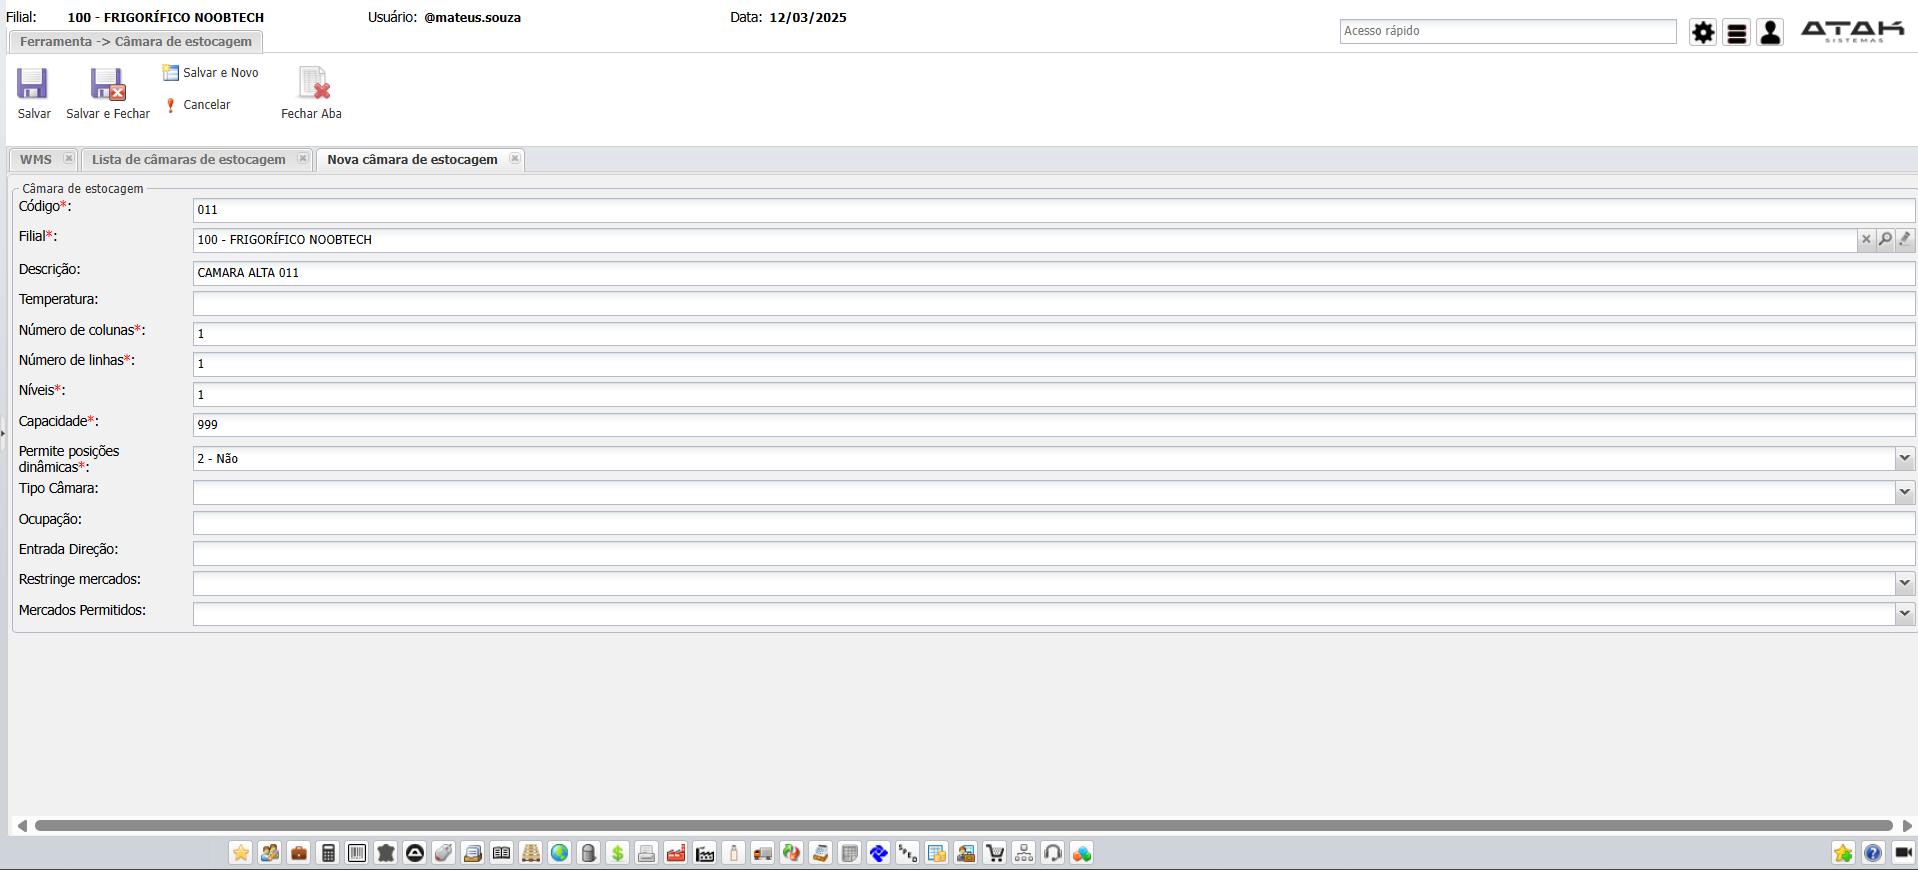 Filial: 100 - FRIGORÍFICO NOOBTECH Usuário: @mateus.souza Data: 12/03/2025
Ferramenta -> Câmara de estocagem
Acesso rápido
ATAK
SISTEMAS
Salvar
Salvar e Fechar
Salvar e Novo
Cancelar
Fechar Aba
WMS Lista de câmaras de estocagem Nova câmara de estocagem
Câmara de estocagem
Código*: 011
Filial*: 100 - FRIGORÍFICO NOOBTECH
Descrição: CAMARA ALTA 011
Temperatura:
Número de colunas*: 1
Número de linhas*: 1
Níveis*: 1
Capacidade*: 999
Permite posições
dinâmicas*: 2 - Não
Tipo Câmara:
Ocupação:
Entrada Direção:
Restringe mercados:
Mercados Permitidos:
SPED